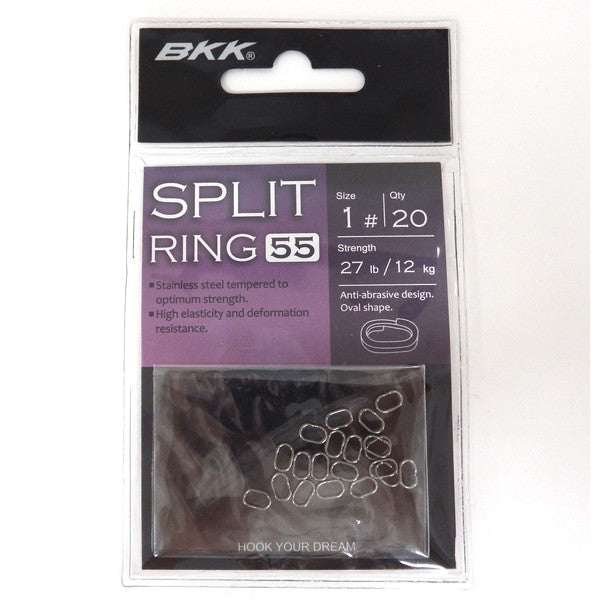 BKK®
SPLIT
RING 55
▪Stainless steel tempered to
optimum strength.
▪High elasticity and deformation
resistance.
Size Qty
1# 20
Strength
27 lb / 12 kg
Anti-abrasive design.
Oval shape.
HOOK YOUR DREAM